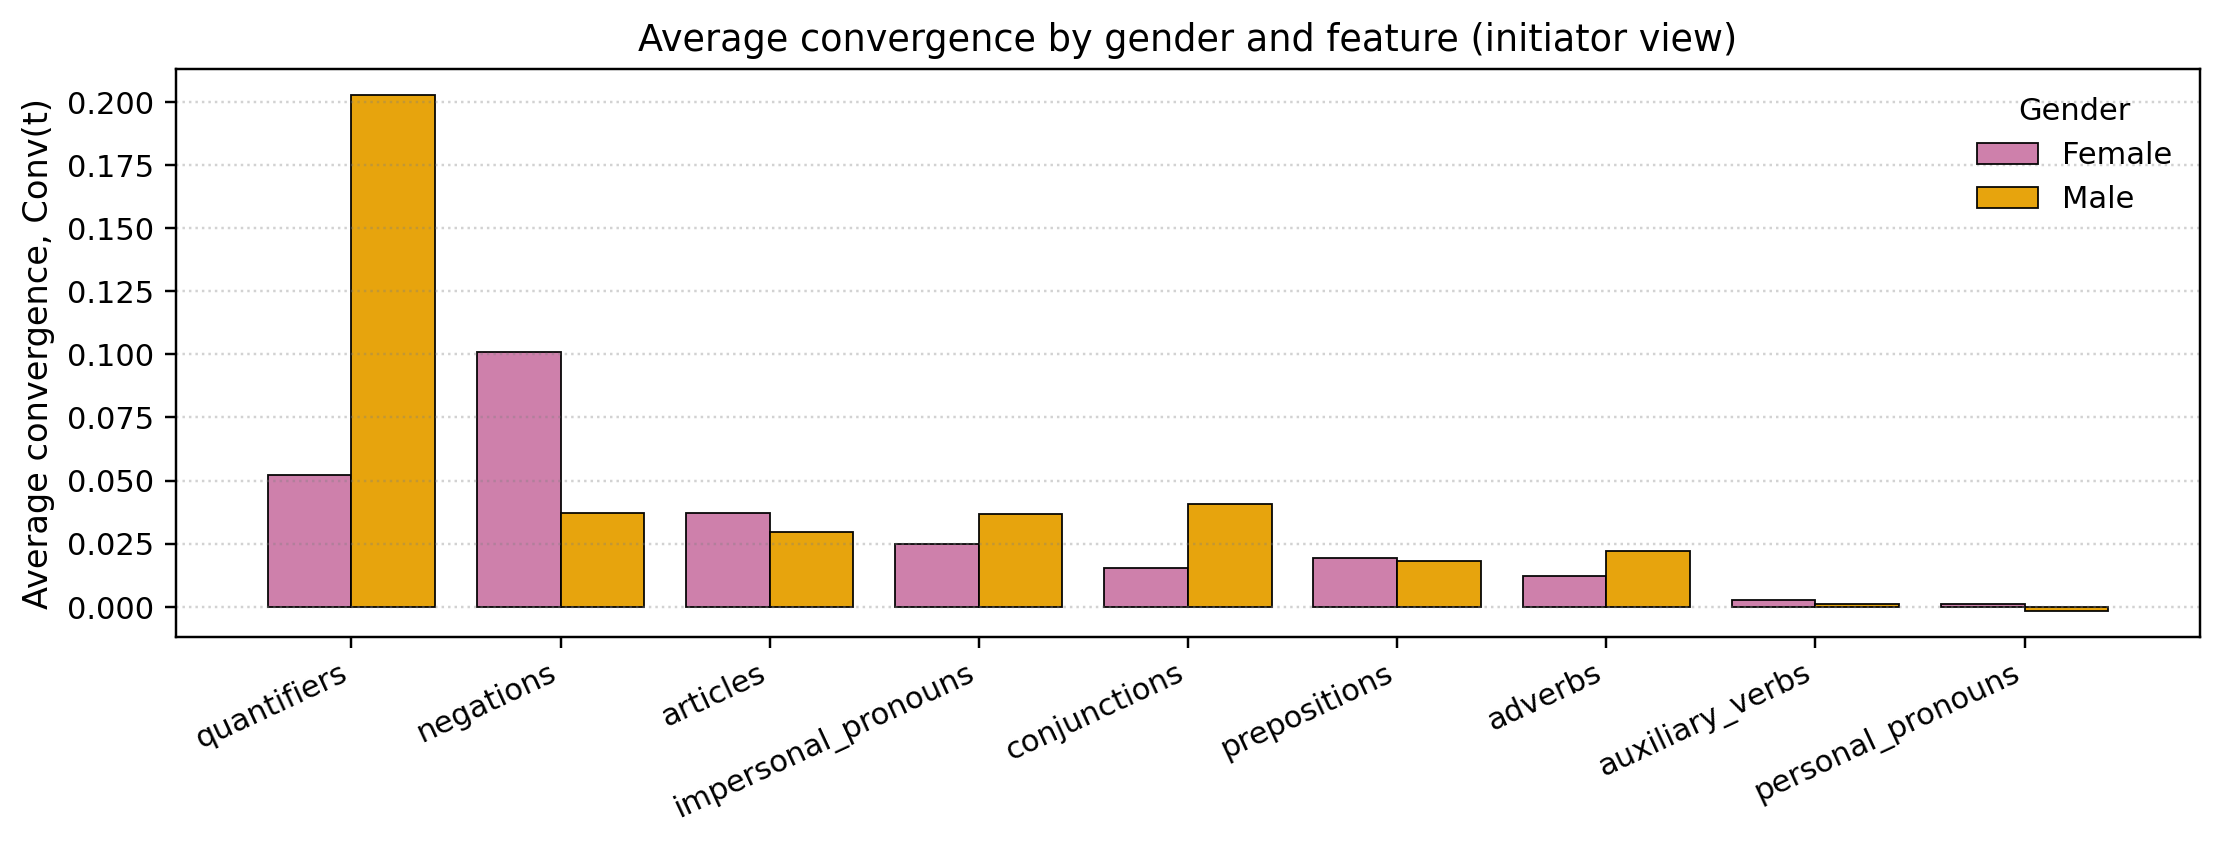 Average convergence by gender and feature (initiator view)
Average convergence, Conv(t)
0.200
0.175
0.150
0.125
0.100
0.075
0.050
0.025
0.000
Gender
Female
Male
quantifiers
negations
articles
impersonal_pronouns
conjunctions
prepositions
adverbs
auxiliary_verbs
personal_pronouns